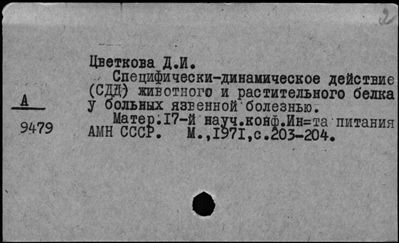 2
Цветкова Д.И.
Специфически-динамическое действие
(СДД) животного и растительного белка
у больных язвенной болезнью.
А
9479
Матер.17-й науч.конф.Ин=та питания
АМН СССР. М.,1971,с.203-204.